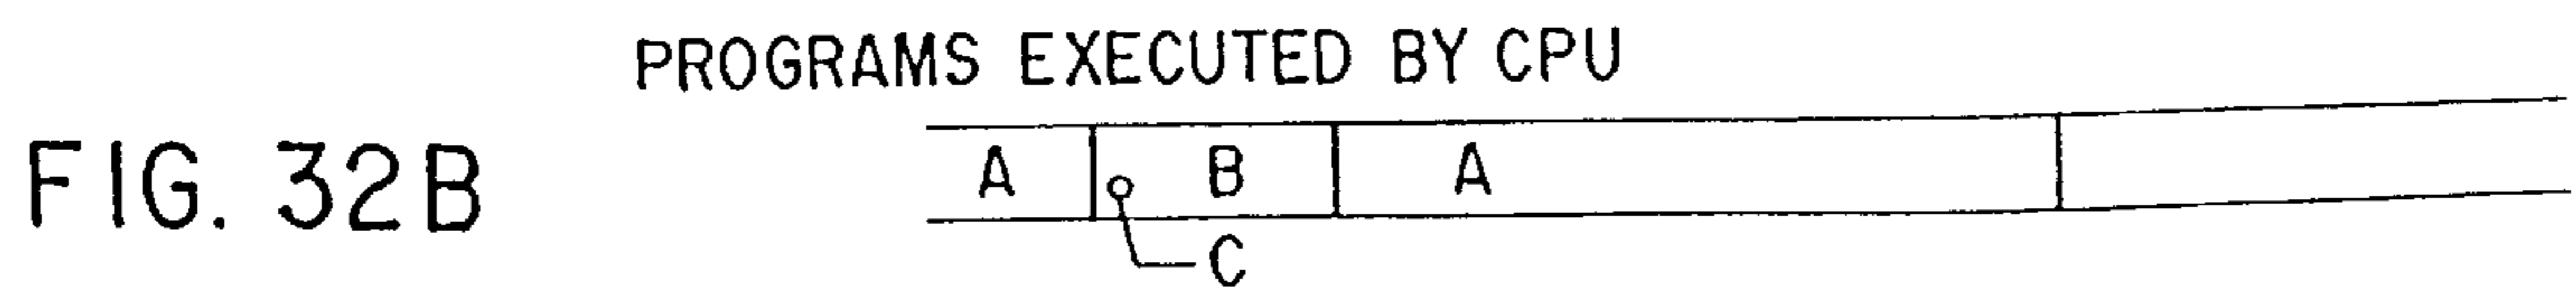 PROGRAMS EXECUTED BY CPU
FIG. 32B A B A
C